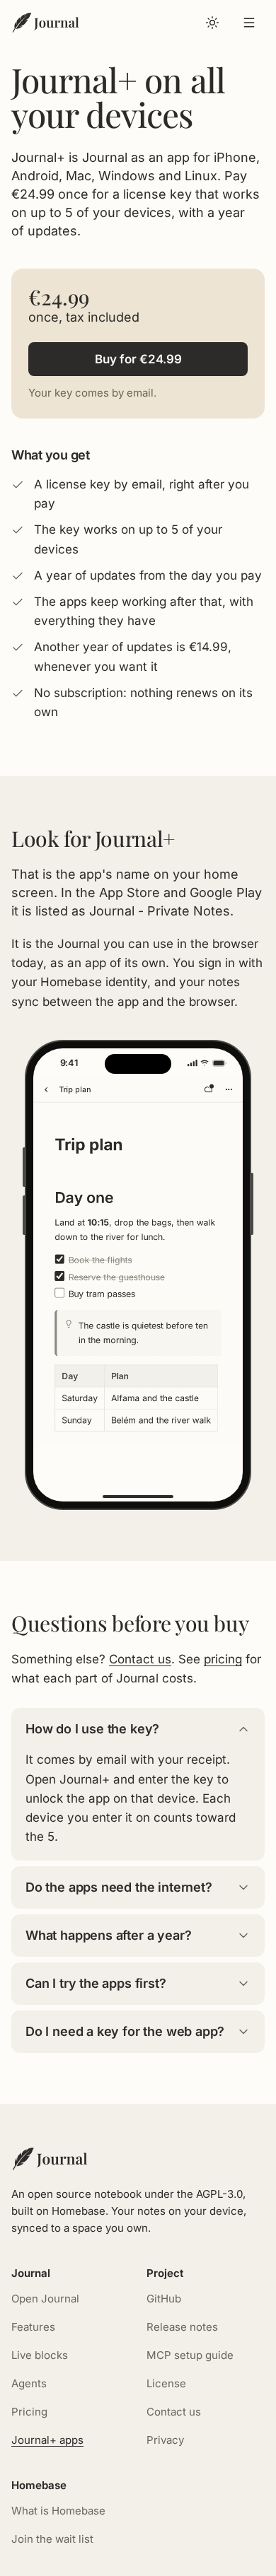 Journal
Journal+ on all
your devices
Journal+ is Journal as an app for iPhone,
Android, Mac, Windows and Linux. Pay
€24.99 once for a license key that works
on up to 5 of your devices, with a year
of updates.
€24.99
once, tax included
Buy for €24.99
Your key comes by email.
What you get
A license key by email, right after you
pay
The key works on up to 5 of your
devices
A year of updates from the day you pay
The apps keep working after that, with
everything they have
Another year of updates is €14.99,
whenever you want it
No subscription: nothing renews on its
own
Look for Journal+
That is the app's name on your home
screen. In the App Store and Google Play
it is listed as Journal - Private Notes.
It is the Journal you can use in the browser
today, as an app of its own. You sign in with
your Homebase identity, and your notes
sync between the app and the browser.
9:41
Trip plan
Trip plan
Day one
Land at 10:15, drop the bags, then walk
down to the river for lunch.
Book the flights
Reserve the guesthouse
Buy tram passes
The castle is quietest before ten
in the morning.
Day Plan
Saturday Alfama and the castle
Sunday Belém and the river walk
Questions before you buy
Something else? Contact us. See pricing for
what each part of Journal costs.
How do I use the key?
It comes by email with your receipt.
Open Journal+ and enter the key to
unlock the app on that device. Each
device you enter it on counts toward
the 5.
Do the apps need the internet?
What happens after a year?
Can I try the apps first?
Do I need a key for the web app?
Journal
An open source notebook under the AGPL-3.0,
built on Homebase. Your notes on your device,
synced to a space you own.
Journal
Open Journal
Features
Live blocks
Agents
Pricing
Journal+ apps
Project
GitHub
Release notes
MCP setup guide
License
Contact us
Privacy
Homebase
What is Homebase
Join the wait list